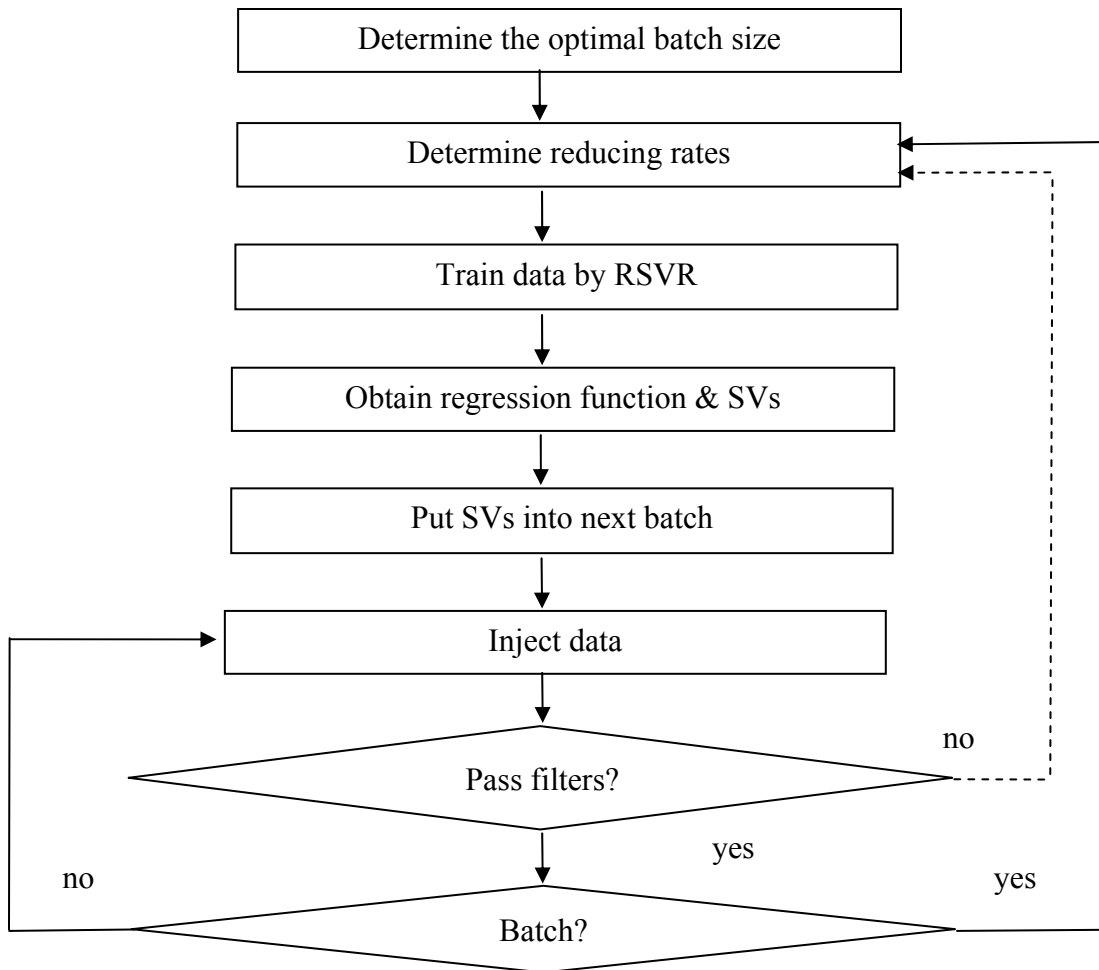 Determine the optimal batch size
Determine reducing rates
Train data by RSVR
Obtain regression function & SVs
Put SVs into next batch
Inject data
no
Pass filters?
yes
no
yes
Batch?